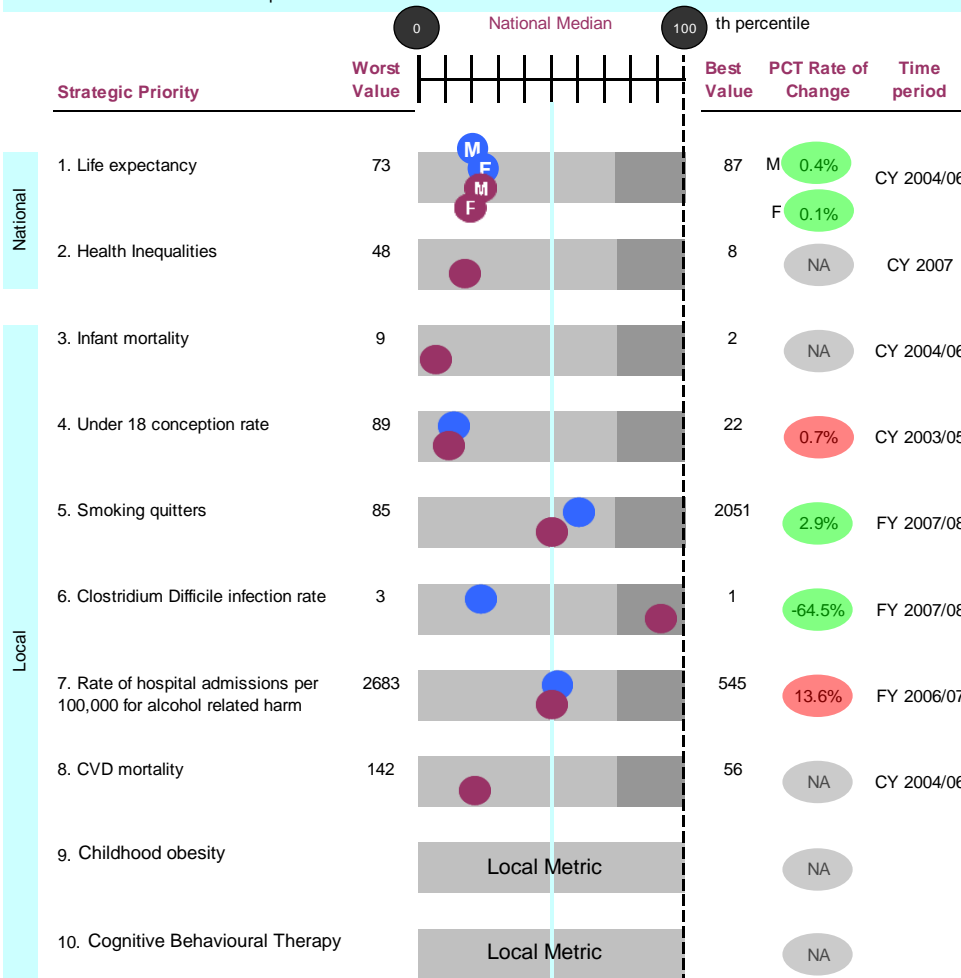 0 National Median 100 th percentile
Strategic Priority Worst Value Best Value PCT Rate of Change Time period
National
1. Life expectancy 73 M F M F 87 M 0.4% F 0.1% CY 2004/06
2. Health Inequalities 48 8 NA CY 2007
Local
3. Infant mortality 9 2 NA CY 2004/06
4. Under 18 conception rate 89 22 0.7% CY 2003/05
5. Smoking quitters 85 2051 2.9% FY 2007/08
6. Clostridium Difficile infection rate 3 1 -64.5% FY 2007/08
7. Rate of hospital admissions per
100,000 for alcohol related harm 2683 545 13.6% FY 2006/07
8. CVD mortality 142 56 NA CY 2004/06
9. Childhood obesity Local Metric NA
10. Cognitive Behavioural Therapy Local Metric NA